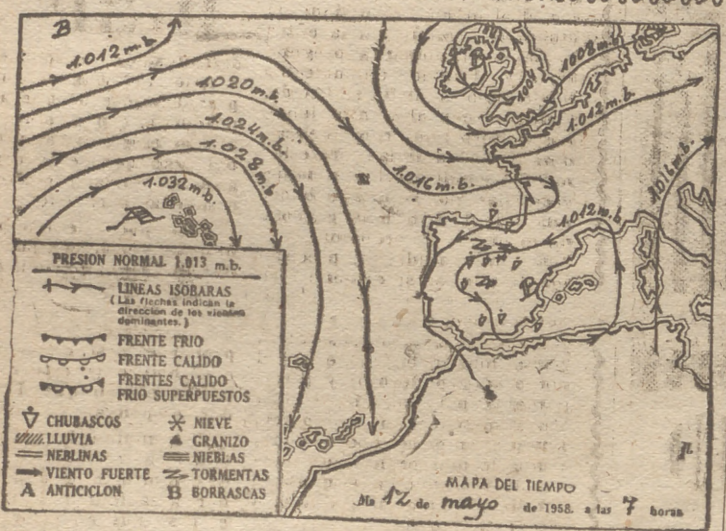 B
1.012 m.b.
1020 m.b.
1.024 m.b.
1.028 m.b.
1.032 m.b.
B
1008 m.b.
1.012 m.b.
1.016 m.b.
1016 m.b.
1.012 m.b.
B
PRESION NORMAL 1.013 m.b.
LINEAS ISOBARAS
(Las flechas indican la
dirección de los vientos
dominantes.)
FRENTE FRIO
FRENTE CALIDO
FRENTES CALIDO
FRIO SUPERPUESTOS
CHUBASCOS
NIEVE
LLUVIA
GRANIZO
NEBLINAS
NIEBLAS
VIENTO FUERTE
TORMENTAS
A ANTICICLON
B BORRASCAS
MAPA DEL TIEMPO
Día 12 de mayo de 1958. a las 7 horas